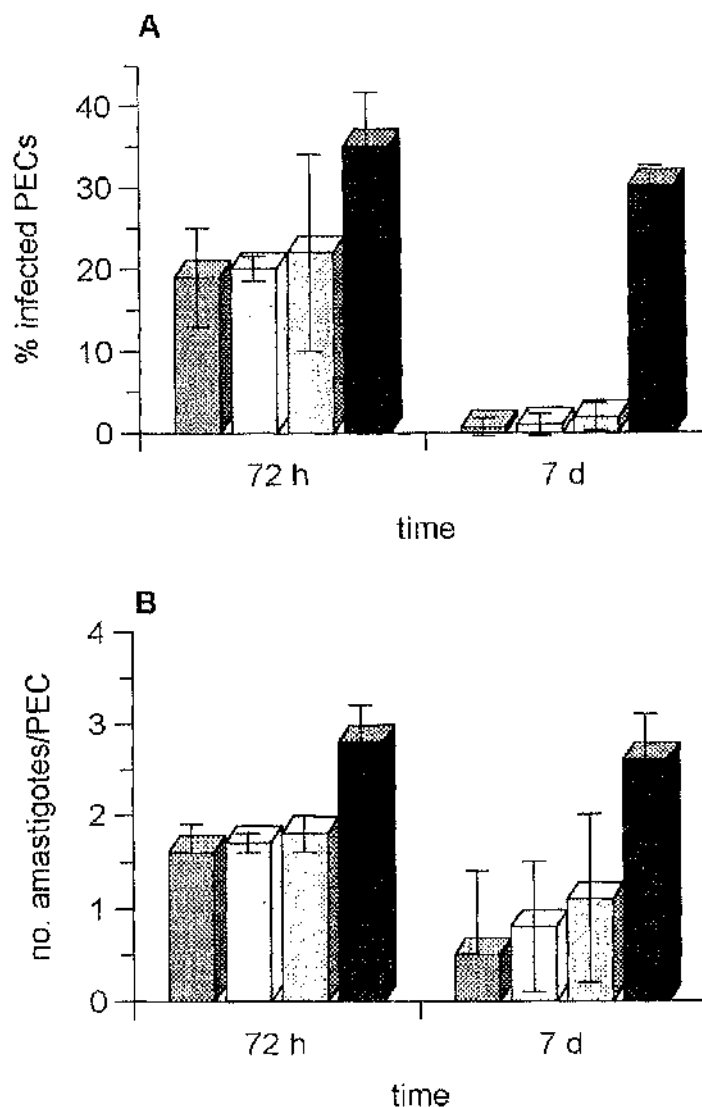 A
% infected PECs
40
30
20
10
0
72 h
7 d
time
B
no. amastigotes/PEC
4
3
2
1
0
72 h
7 d
time